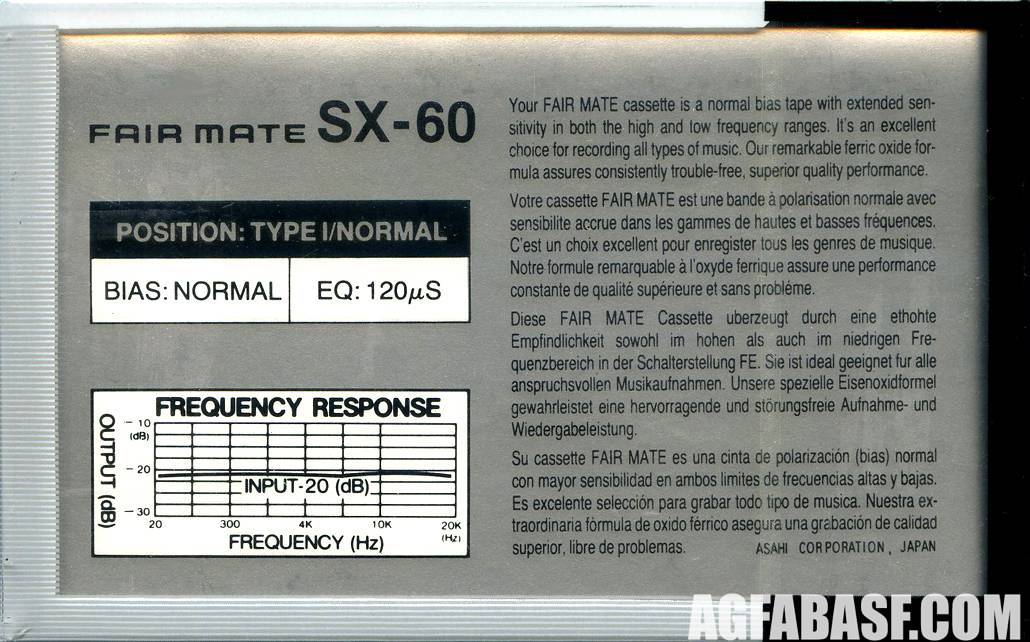 FAIR MATE SX-60
POSITION: TYPE I/NORMAL
BIAS: NORMAL
EQ: 120µS
FREQUENCY RESPONSE
OUTPUT (dB)
-10
(dB)
-20
-30
INPUT-20 (dB)
20 300 4K 10K 20K
(Hz)
FREQUENCY (Hz)
Your FAIR MATE cassette is a normal bias tape with extended sen-
sitivity in both the high and low frequency ranges. It's an excellent
choice for recording all types of music. Our remarkable ferric oxide for-
mula assures consistently trouble-free, superior quality performance.
Votre cassette FAIR MATE est une bande à polarisation normale avec
sensibilite accrue dans les gammes de hautes et basses fréquences.
C'est un choix excellent pour enregister tous les genres de musique.
Notre formule remarquable à l'oxyde ferrique assure une performance
constante de qualité supérieure et sans probléme.
Diese FAIR MATE Cassette uberzeugt durch eine ethohte
Empfindlichkeit sowohl im hohen als auch im niedrigen Fre-
quenzbereich in der Schalterstellung FE. Sie ist ideal geeignet fur alle
anspruchsvollen Musikaufnahmen. Unsere spezielle Eisenoxidformel
gewahrleistet eine hervorragende und störungsfreie Aufnahme- und
Wiedergabeleistung.
Su cassette FAIR MATE es una cinta de polarización (bias) normal
con mayor sensibilidad en ambos limites de frecuencias altas y bajas.
Es excelente selección para grabar todo tipo de musica. Nuestra ex-
traordinaria fórmula de oxido férrico asegura una grabación de calidad
superior, libre de problemas.
ASAHI CORPORATION, JAPAN
AGFABASF.COM